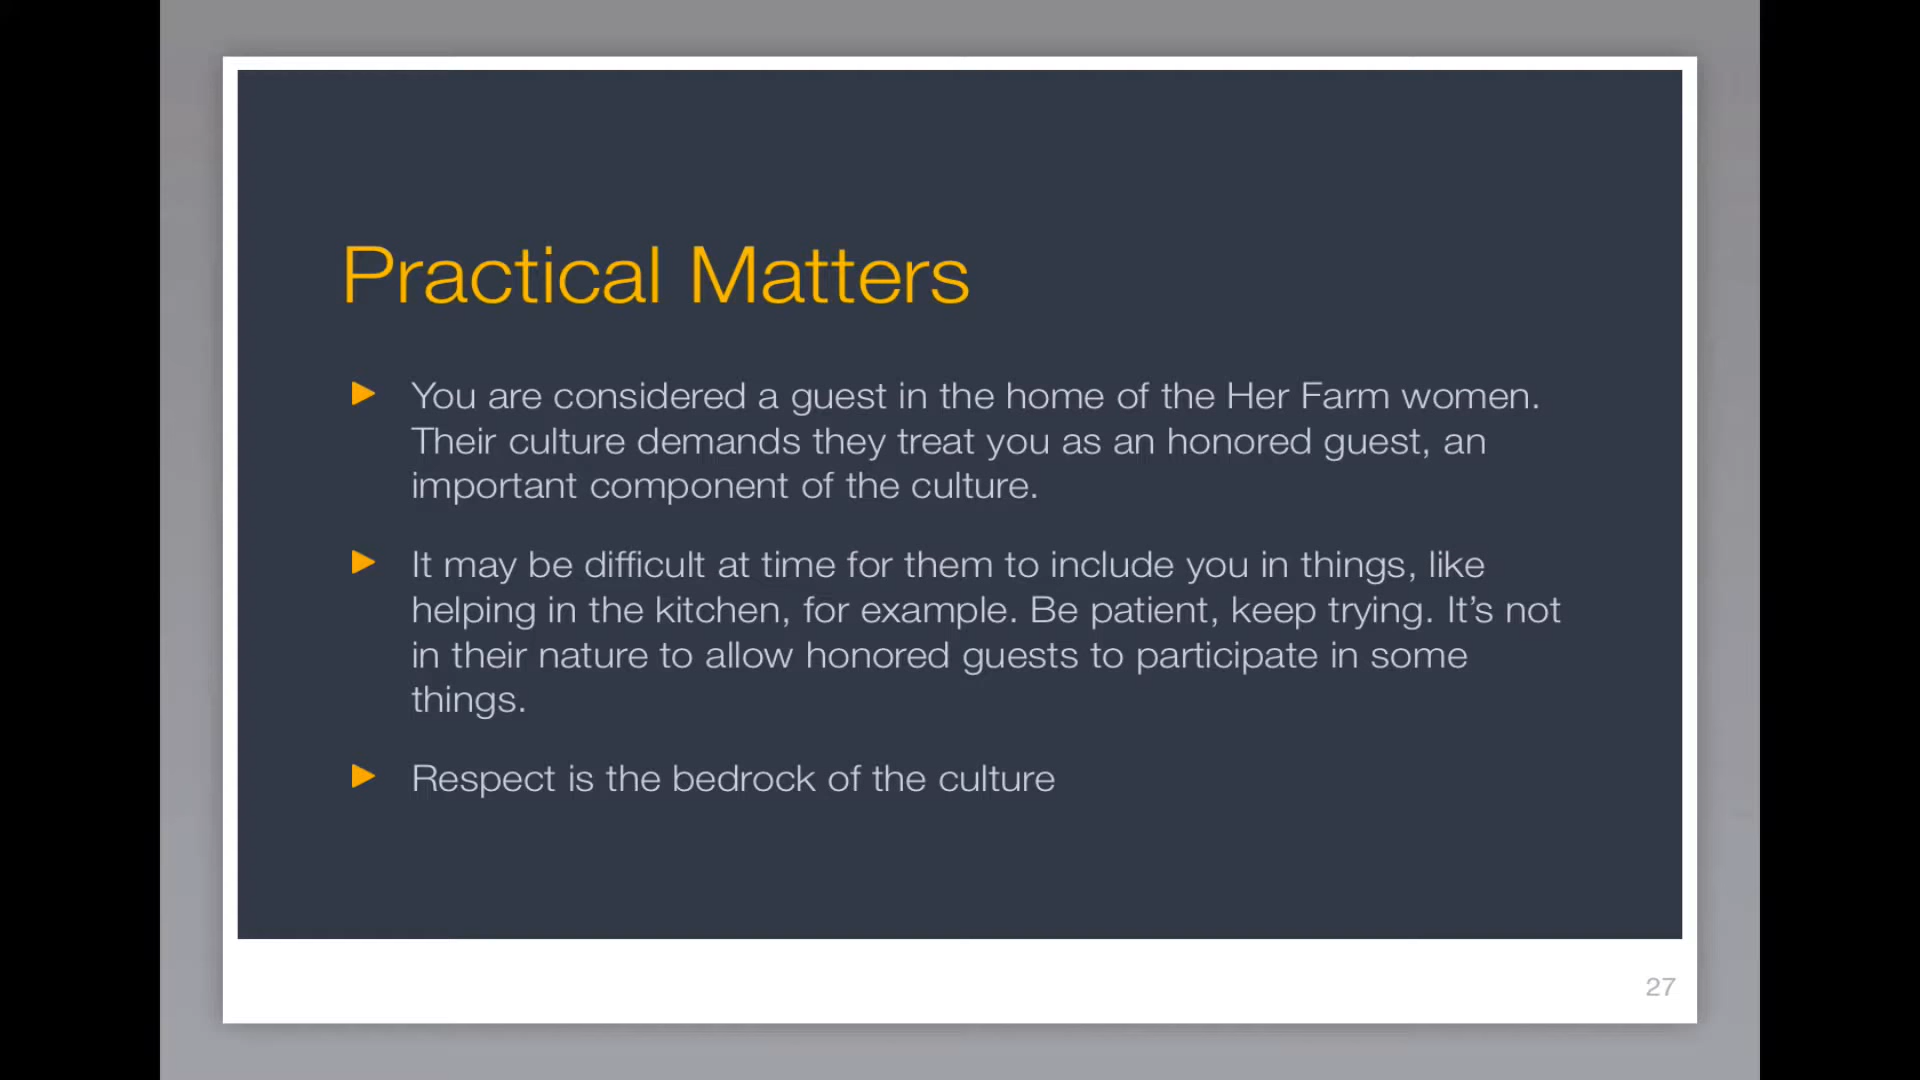 Practical Matters
You are considered a guest in the home of the Her Farm women.
Their culture demands they treat you as an honored guest, an
important component of the culture.
It may be difficult at time for them to include you in things, like
helping in the kitchen, for example. Be patient, keep trying. It’s not
in their nature to allow honored guests to participate in some
things.
Respect is the bedrock of the culture
27